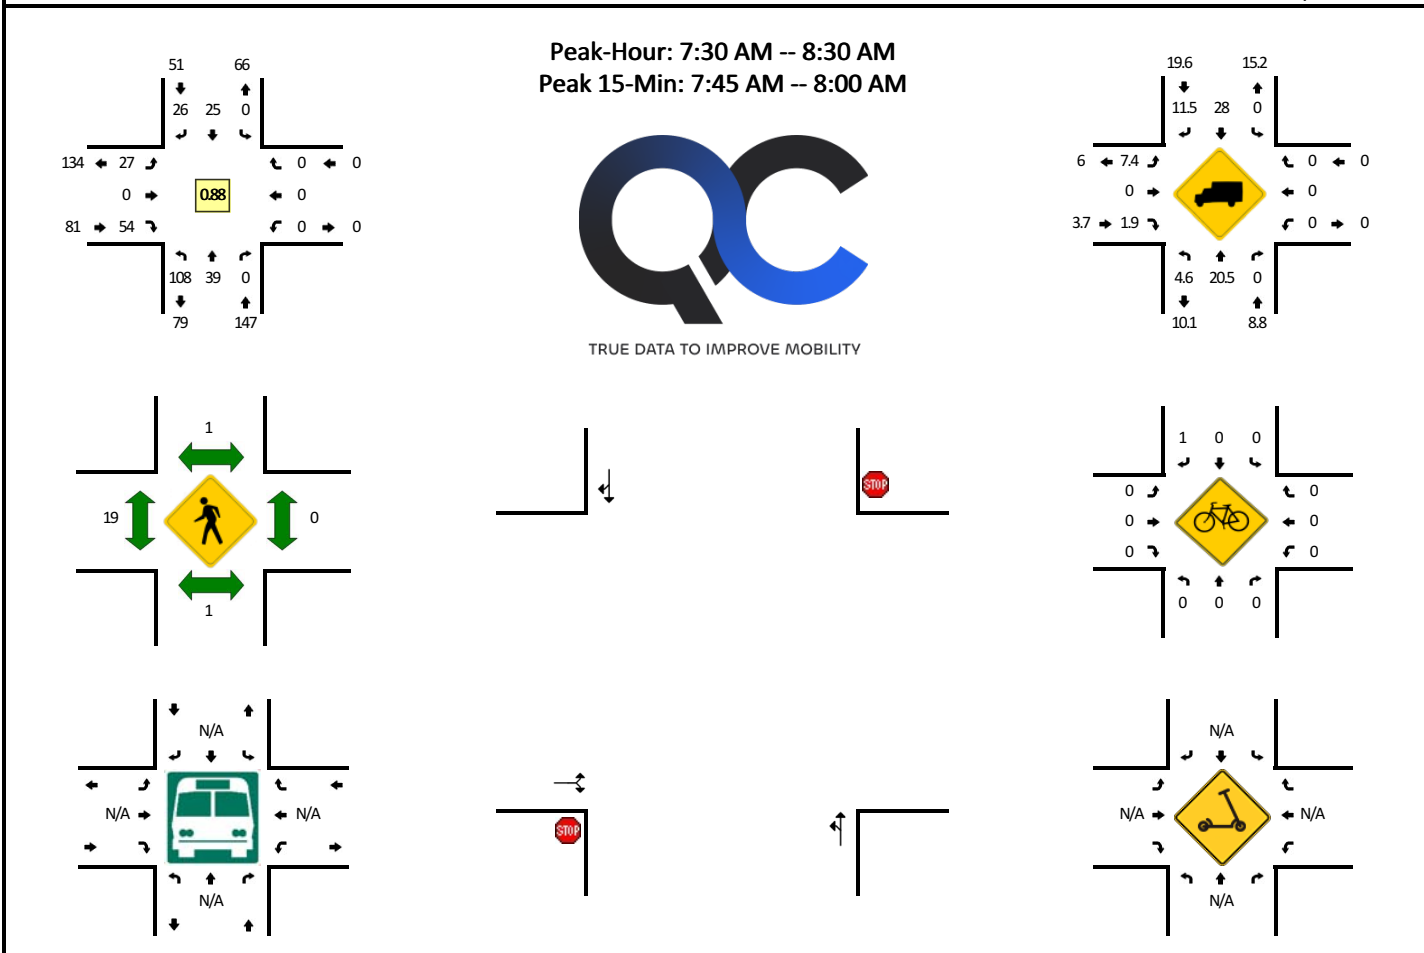 Peak-Hour: 7:30 AM -- 8:30 AM
Peak 15-Min: 7:45 AM -- 8:00 AM
51 66
26 25 0
134 27 0 0
0 0.88 0
81 54 0 0
108 39 0
79 147
TRUE DATA TO IMPROVE MOBILITY
19.6 15.2
11.5 28 0
6 7.4 0 0
0 0
3.7 1.9 0 0
4.6 20.5 0
10.1 8.8
1
19 0
1
STOP
1 0 0
0 0
0 0
0 0
0 0 0
N/A
N/A N/A
N/A
STOP
N/A
N/A N/A
N/A